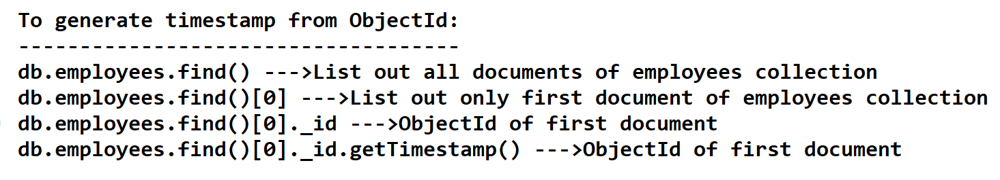 To generate timestamp from ObjectId:
------------------------------------
db.employees.find() --->List out all documents of employees collection
db.employees.find()[0] --->List out only first document of employees collection
db.employees.find()[0]._id --->ObjectId of first document
db.employees.find()[0]._id.getTimestamp() --->ObjectId of first document